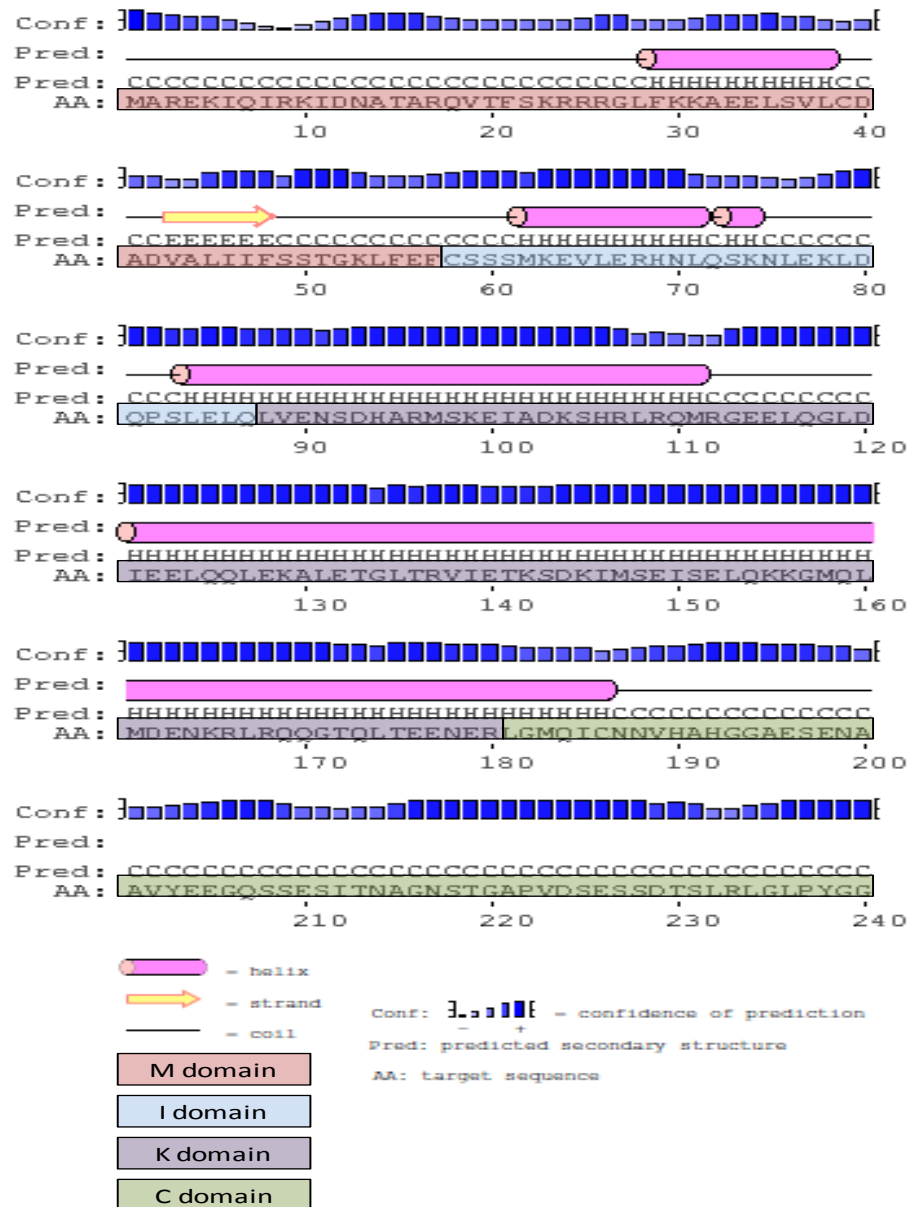 Conf:
Pred:
Pred: CCCCCCCCCCCCCCCCCCCCCCCCCCCCHHHHHHHHHHCC
AA: MAREKIQIRKIDNATARQVTFSKRRRGLFKKAEELSVLCD
10 20 30 40
Conf:
Pred:
Pred: CCEEEEEECCCCCCCCCCCCCHHHHHHHHHHCHHCCCCCC
AA: ADVALIIFSSTGKLFEFCSSSMKEVLERHNLQSKNLEKLD
50 60 70 80
Conf:
Pred:
Pred: CCCHHHHHHHHHHHHHHHHHHHHHHHHHHHHCCCCCCCCC
AA: QPSLELQLVENSDHARMSKEIADKSHRLRQMRGEELQGLD
90 100 110 120
Conf:
Pred:
Pred: HHHHHHHHHHHHHHHHHHHHHHHHHHHHHHHHHHHHHHHH
AA: IEELQQLEKALETGLTRVIETKSDKIMSEISELQKKGMQL
130 140 150 160
Conf:
Pred:
Pred: HHHHHHHHHHHHHHHHHHHHHHHHHHCCCCCCCCCCCCCC
AA: MDENKRLRQQGTQLTEENERLGMQICNNVHAHGGAESENA
170 180 190 200
Conf:
Pred:
Pred: CCCCCCCCCCCCCCCCCCCCCCCCCCCCCCCCCCCCCCCC
AA: AVYEEGQSSESITNAGNSTGAPVDSESSDTSLRLGLPYGG
210 220 230 240
- helix
- strand
- coil
Conf: - confidence of prediction
- +
Pred: predicted secondary structure
AA: target sequence
M domain
I domain
K domain
C domain